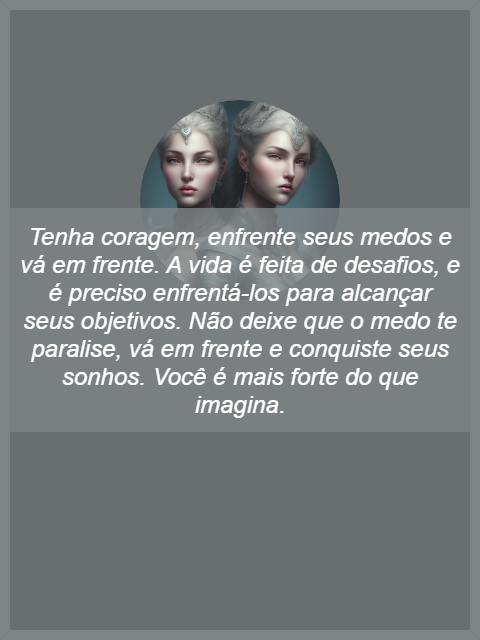 Tenha coragem, enfrente seus medos e
vá em frente. A vida é feita de desafios, e
é preciso enfrentá-los para alcançar
seus objetivos. Não deixe que o medo te
paralise, vá em frente e conquiste seus
sonhos. Você é mais forte do que
imagina.